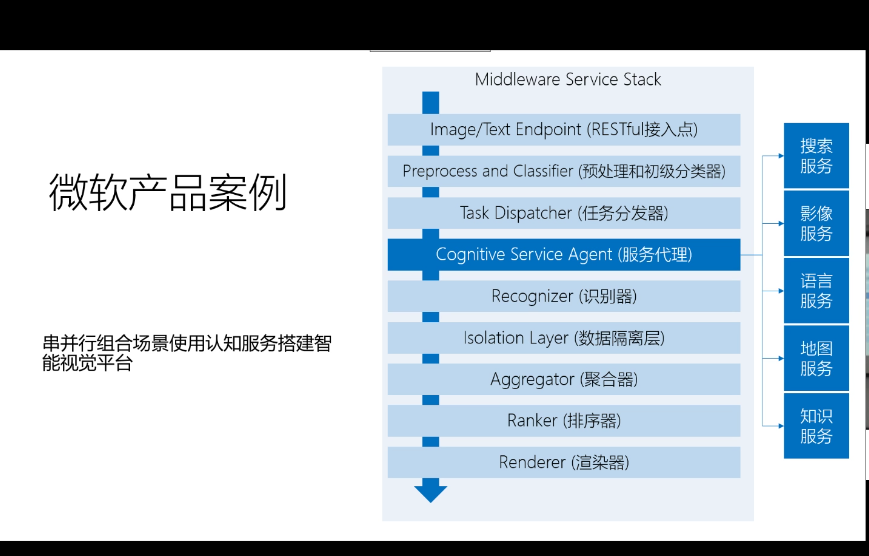 微软产品案例
串并行组合场景使用认知服务搭建智
能视觉平台
Middleware Service Stack
Image/Text Endpoint (RESTful接入点)
Preprocess and Classifier (预处理和初级分类器)
Task Dispatcher (任务分发器)
Cognitive Service Agent (服务代理)
Recognizer (识别器)
Isolation Layer (数据隔离层)
Aggregator (聚合器)
Ranker (排序器)
Renderer (渲染器)
搜索
服务
影像
服务
语言
服务
地图
服务
知识
服务